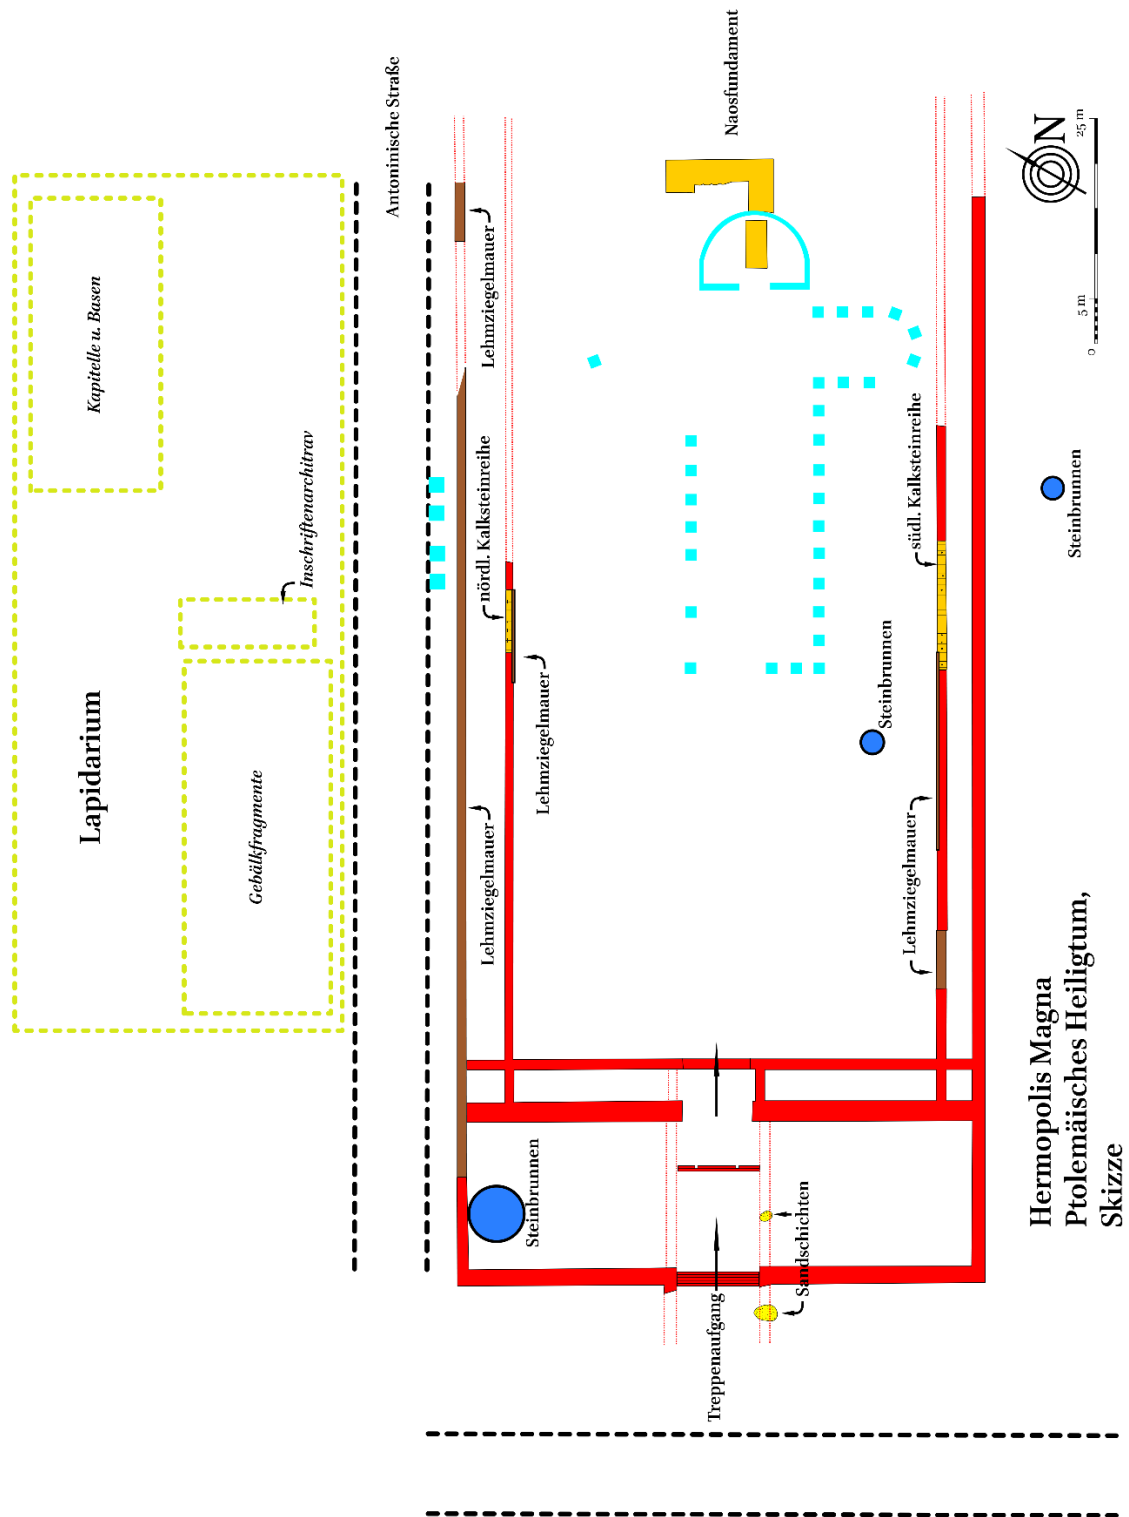 Lapidarium
Kapitelle u. Basen
Inschriftenarchitrav
Gebälkfragmente
Antoninische Straße
Lehmziegelmauer
nördl. Kalksteinreihe
Lehmziegelmauer
Lehmziegelmauer
Naosfundament
Steinbrunnen
Treppenaufgang
Sandschichten
Steinbrunnen
Lehmziegelmauer
südl. Kalksteinreihe
Steinbrunnen
N
0
5 m
25 m
Hermopolis Magna
Ptolemäisches Heiligtum,
Skizze